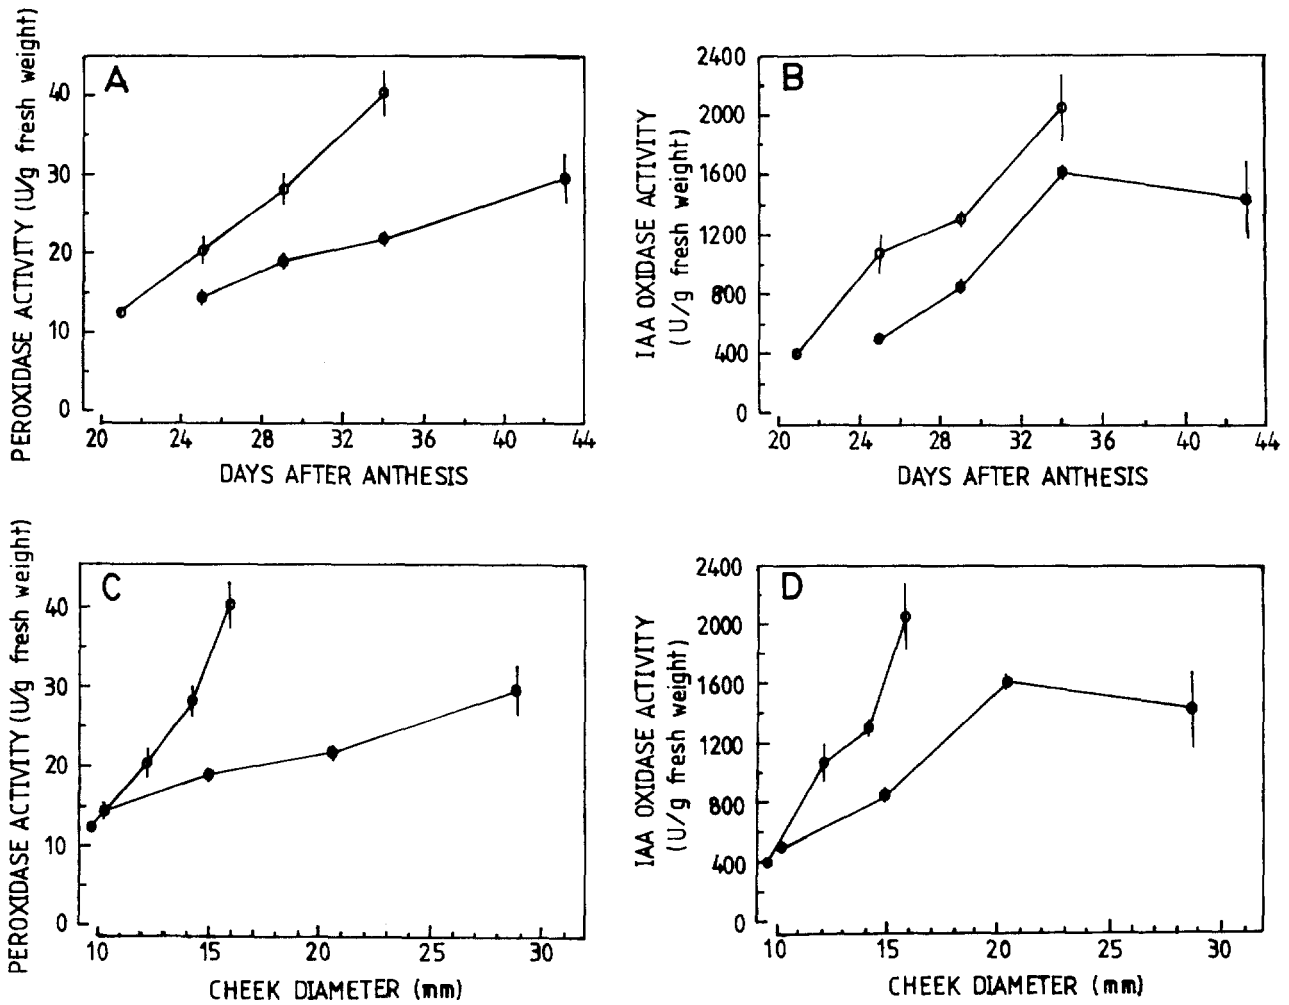 A
PEROXIDASE ACTIVITY (U/g fresh weight)
40
30
20
10
0
20 24 28 32 36 40 44
DAYS AFTER ANTHESIS
B
IAA OXIDASE ACTIVITY
(U/g fresh weight)
2400
2000
1600
1200
800
400
0
20 24 28 32 36 40 44
DAYS AFTER ANTHESIS
C
PEROXIDASE ACTIVITY (U/g fresh weight)
40
30
20
10
0
10 15 20 25 30
CHEEK DIAMETER (mm)
D
IAA OXIDASE ACTIVITY
(U/g fresh weight)
2400
2000
1600
1200
800
400
0
10 15 20 25 30
CHEEK DIAMETER (mm)